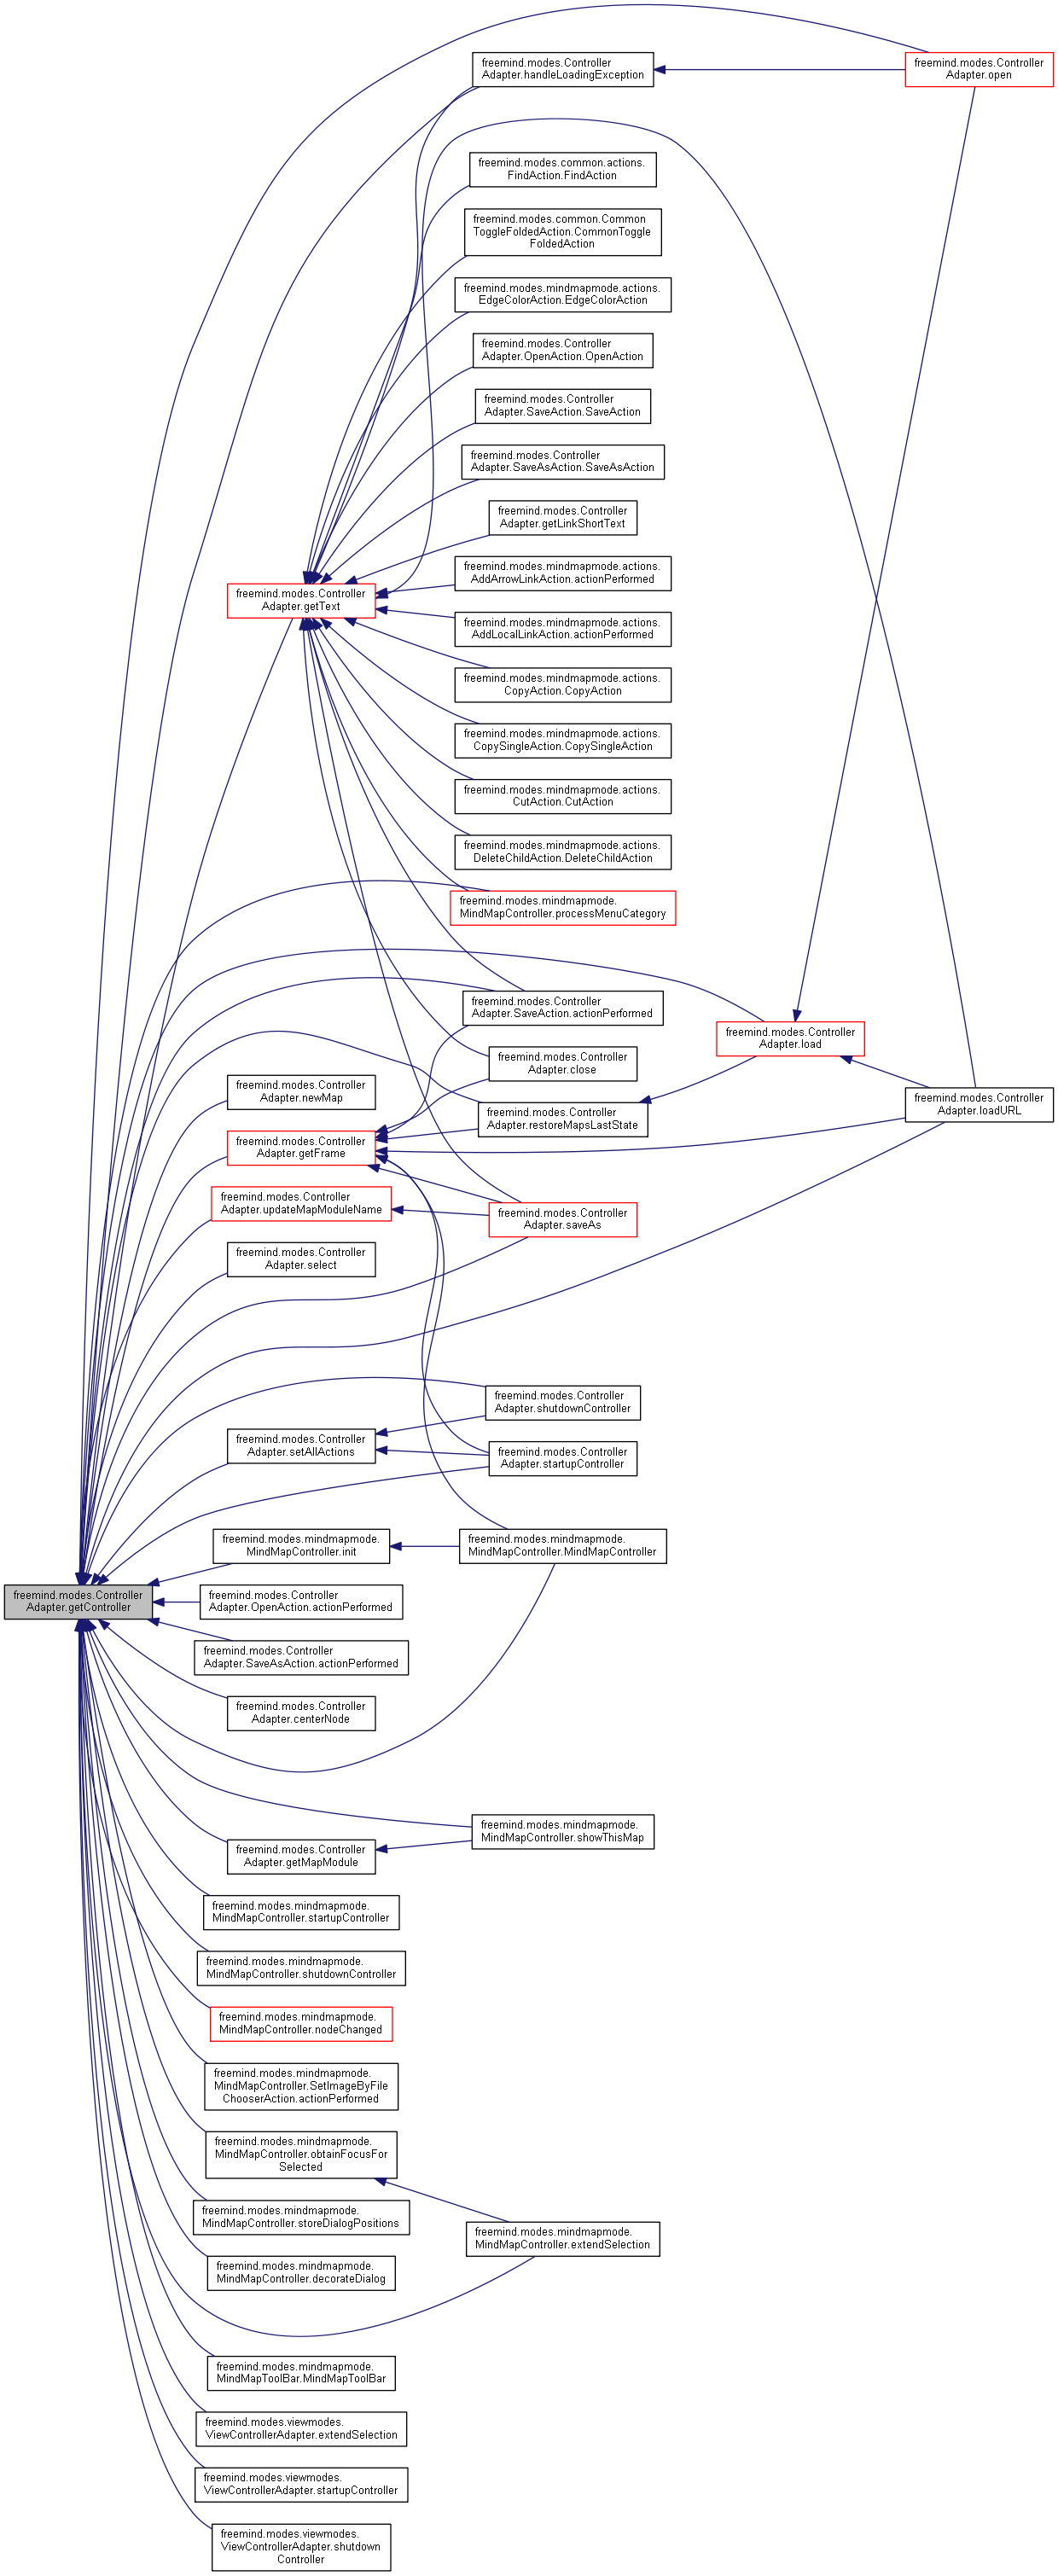 freemind.modes.Controller
Adapter.handleLoadingException
freemind.modes.Controller
Adapter.open
freemind.modes.common.actions.
FindAction.FindAction
freemind.modes.common.Common
ToggleFoldedAction.CommonToggle
FoldedAction
freemind.modes.mindmapmode.actions.
EdgeColorAction.EdgeColorAction
freemind.modes.Controller
Adapter.OpenAction.OpenAction
freemind.modes.Controller
Adapter.SaveAction.SaveAction
freemind.modes.Controller
Adapter.SaveAsAction.SaveAsAction
freemind.modes.Controller
Adapter.getLinkShortText
freemind.modes.mindmapmode.actions.
AddArrowLinkAction.actionPerformed
freemind.modes.Controller
Adapter.getText
freemind.modes.mindmapmode.actions.
AddLocalLinkAction.actionPerformed
freemind.modes.mindmapmode.actions.
CopyAction.CopyAction
freemind.modes.mindmapmode.actions.
CopySingleAction.CopySingleAction
freemind.modes.mindmapmode.actions.
CutAction.CutAction
freemind.modes.mindmapmode.actions.
DeleteChildAction.DeleteChildAction
freemind.modes.mindmapmode.
MindMapController.processMenuCategory
freemind.modes.Controller
Adapter.SaveAction.actionPerformed
freemind.modes.Controller
Adapter.load
freemind.modes.Controller
Adapter.close
freemind.modes.Controller
Adapter.newMap
freemind.modes.Controller
Adapter.restoreMapsLastState
freemind.modes.Controller
Adapter.loadURL
freemind.modes.Controller
Adapter.getFrame
freemind.modes.Controller
Adapter.updateMapModuleName
freemind.modes.Controller
Adapter.saveAs
freemind.modes.Controller
Adapter.select
freemind.modes.Controller
Adapter.shutdownController
freemind.modes.Controller
Adapter.setAllActions
freemind.modes.Controller
Adapter.startupController
freemind.modes.mindmapmode.
MindMapController.init
freemind.modes.mindmapmode.
MindMapController.MindMapController
freemind.modes.Controller
Adapter.getController
freemind.modes.Controller
Adapter.OpenAction.actionPerformed
freemind.modes.Controller
Adapter.SaveAsAction.actionPerformed
freemind.modes.Controller
Adapter.centerNode
freemind.modes.mindmapmode.
MindMapController.showThisMap
freemind.modes.Controller
Adapter.getMapModule
freemind.modes.mindmapmode.
MindMapController.startupController
freemind.modes.mindmapmode.
MindMapController.shutdownController
freemind.modes.mindmapmode.
MindMapController.nodeChanged
freemind.modes.mindmapmode.
MindMapController.SetImageByFile
ChooserAction.actionPerformed
freemind.modes.mindmapmode.
MindMapController.obtainFocusFor
Selected
freemind.modes.mindmapmode.
MindMapController.storeDialogPositions
freemind.modes.mindmapmode.
MindMapController.extendSelection
freemind.modes.mindmapmode.
MindMapController.decorateDialog
freemind.modes.mindmapmode.
MindMapToolBar.MindMapToolBar
freemind.modes.viewmodes.
ViewControllerAdapter.extendSelection
freemind.modes.viewmodes.
ViewControllerAdapter.startupController
freemind.modes.viewmodes.
ViewControllerAdapter.shutdown
Controller